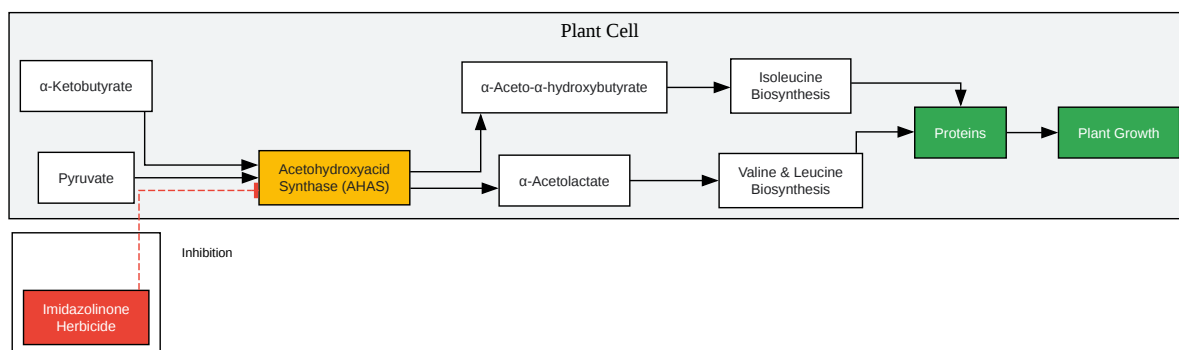 Plant Cell
α-Ketobutyrate
α-Aceto-α-hydroxybutyrate
Isoleucine
Biosynthesis
Proteins
Plant Growth
Pyruvate
Acetohydroxyacid
Synthase (AHAS)
α-Acetolactate
Valine & Leucine
Biosynthesis
Inhibition
Imidazolinone
Herbicide